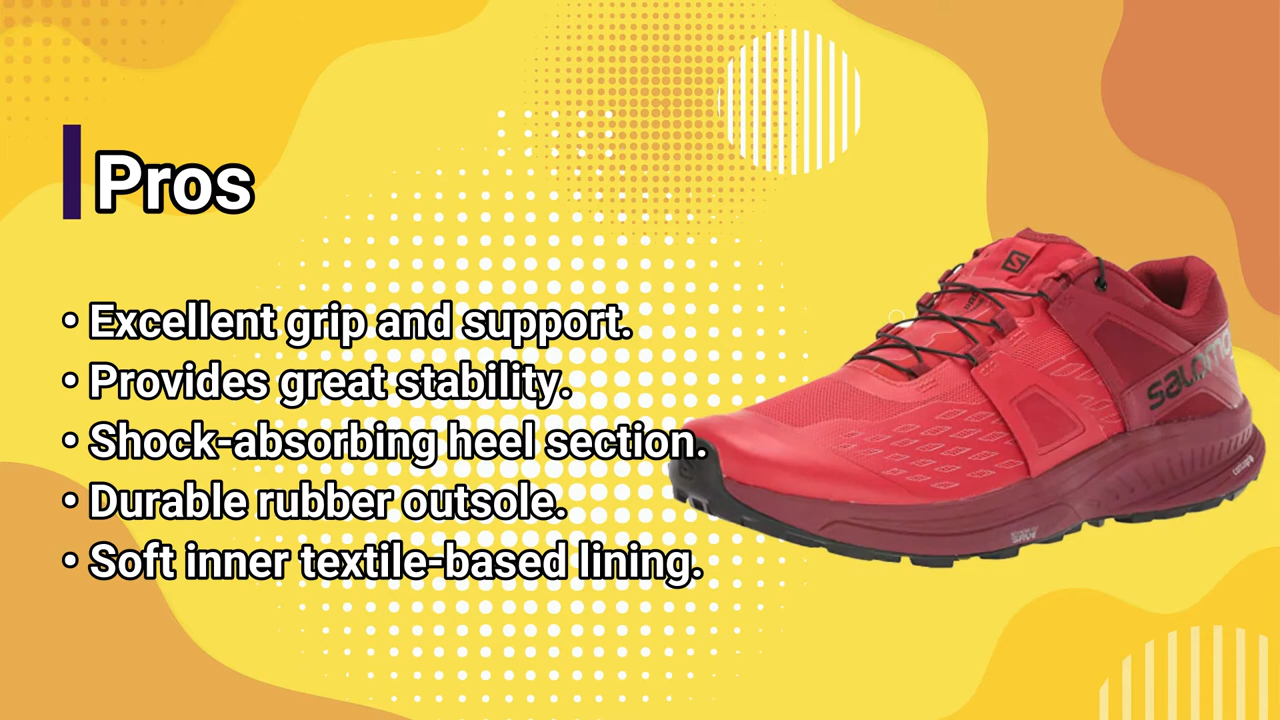 Pros
• Excellent grip and support.
• Provides great stability.
• Shock-absorbing heel section.
• Durable rubber outsole.
• Soft inner textile-based lining.
S
SALOMO